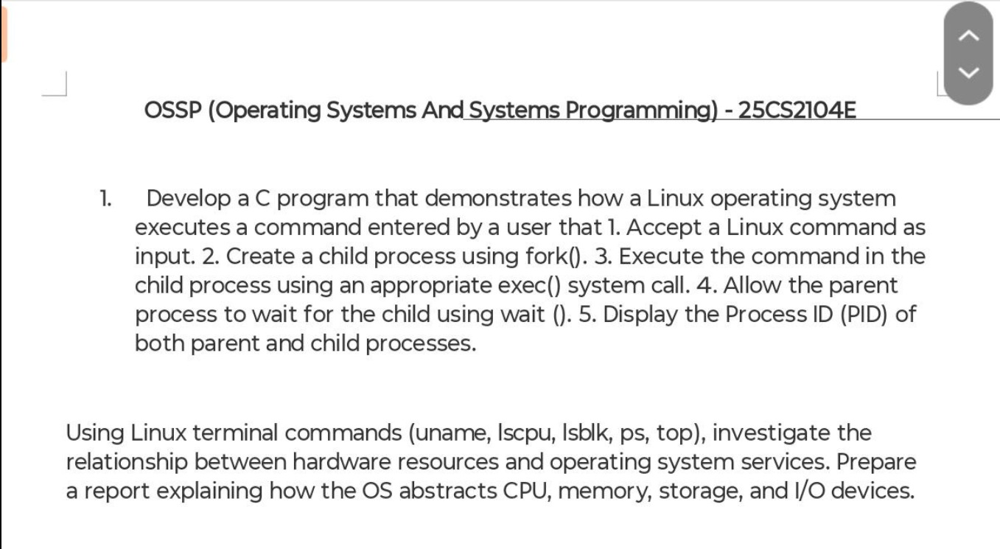 OSSP (Operating Systems And Systems Programming) - 25CS2104E
1. Develop a C program that demonstrates how a Linux operating system
executes a command entered by a user that 1. Accept a Linux command as
input. 2. Create a child process using fork(). 3. Execute the command in the
child process using an appropriate exec() system call. 4. Allow the parent
process to wait for the child using wait (). 5. Display the Process ID (PID) of
both parent and child processes.
Using Linux terminal commands (uname, lscpu, lsblk, ps, top), investigate the
relationship between hardware resources and operating system services. Prepare
a report explaining how the OS abstracts CPU, memory, storage, and I/O devices.